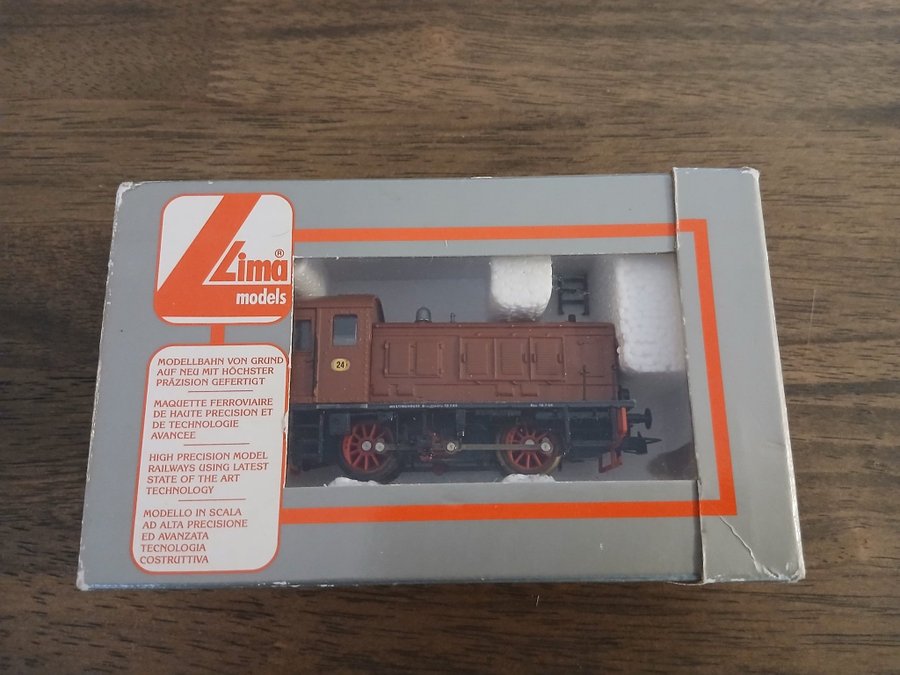 Lima®
models
MODELLBAHN VON GRUND
AUF NEU MIT HÖCHSTER
PRÄZISION GEFERTIGT
MAQUETTE FERROVIAIRE
DE HAUTE PRECISION ET
DE TECHNOLOGIE
AVANCEE
HIGH PRECISION MODEL
RAILWAYS USING LATEST
STATE OF THE ART
TECHNOLOGY
MODELLO IN SCALA
AD ALTA PRECISIONE
ED AVANZATA
TECNOLOGIA
COSTRUTTIVA
24